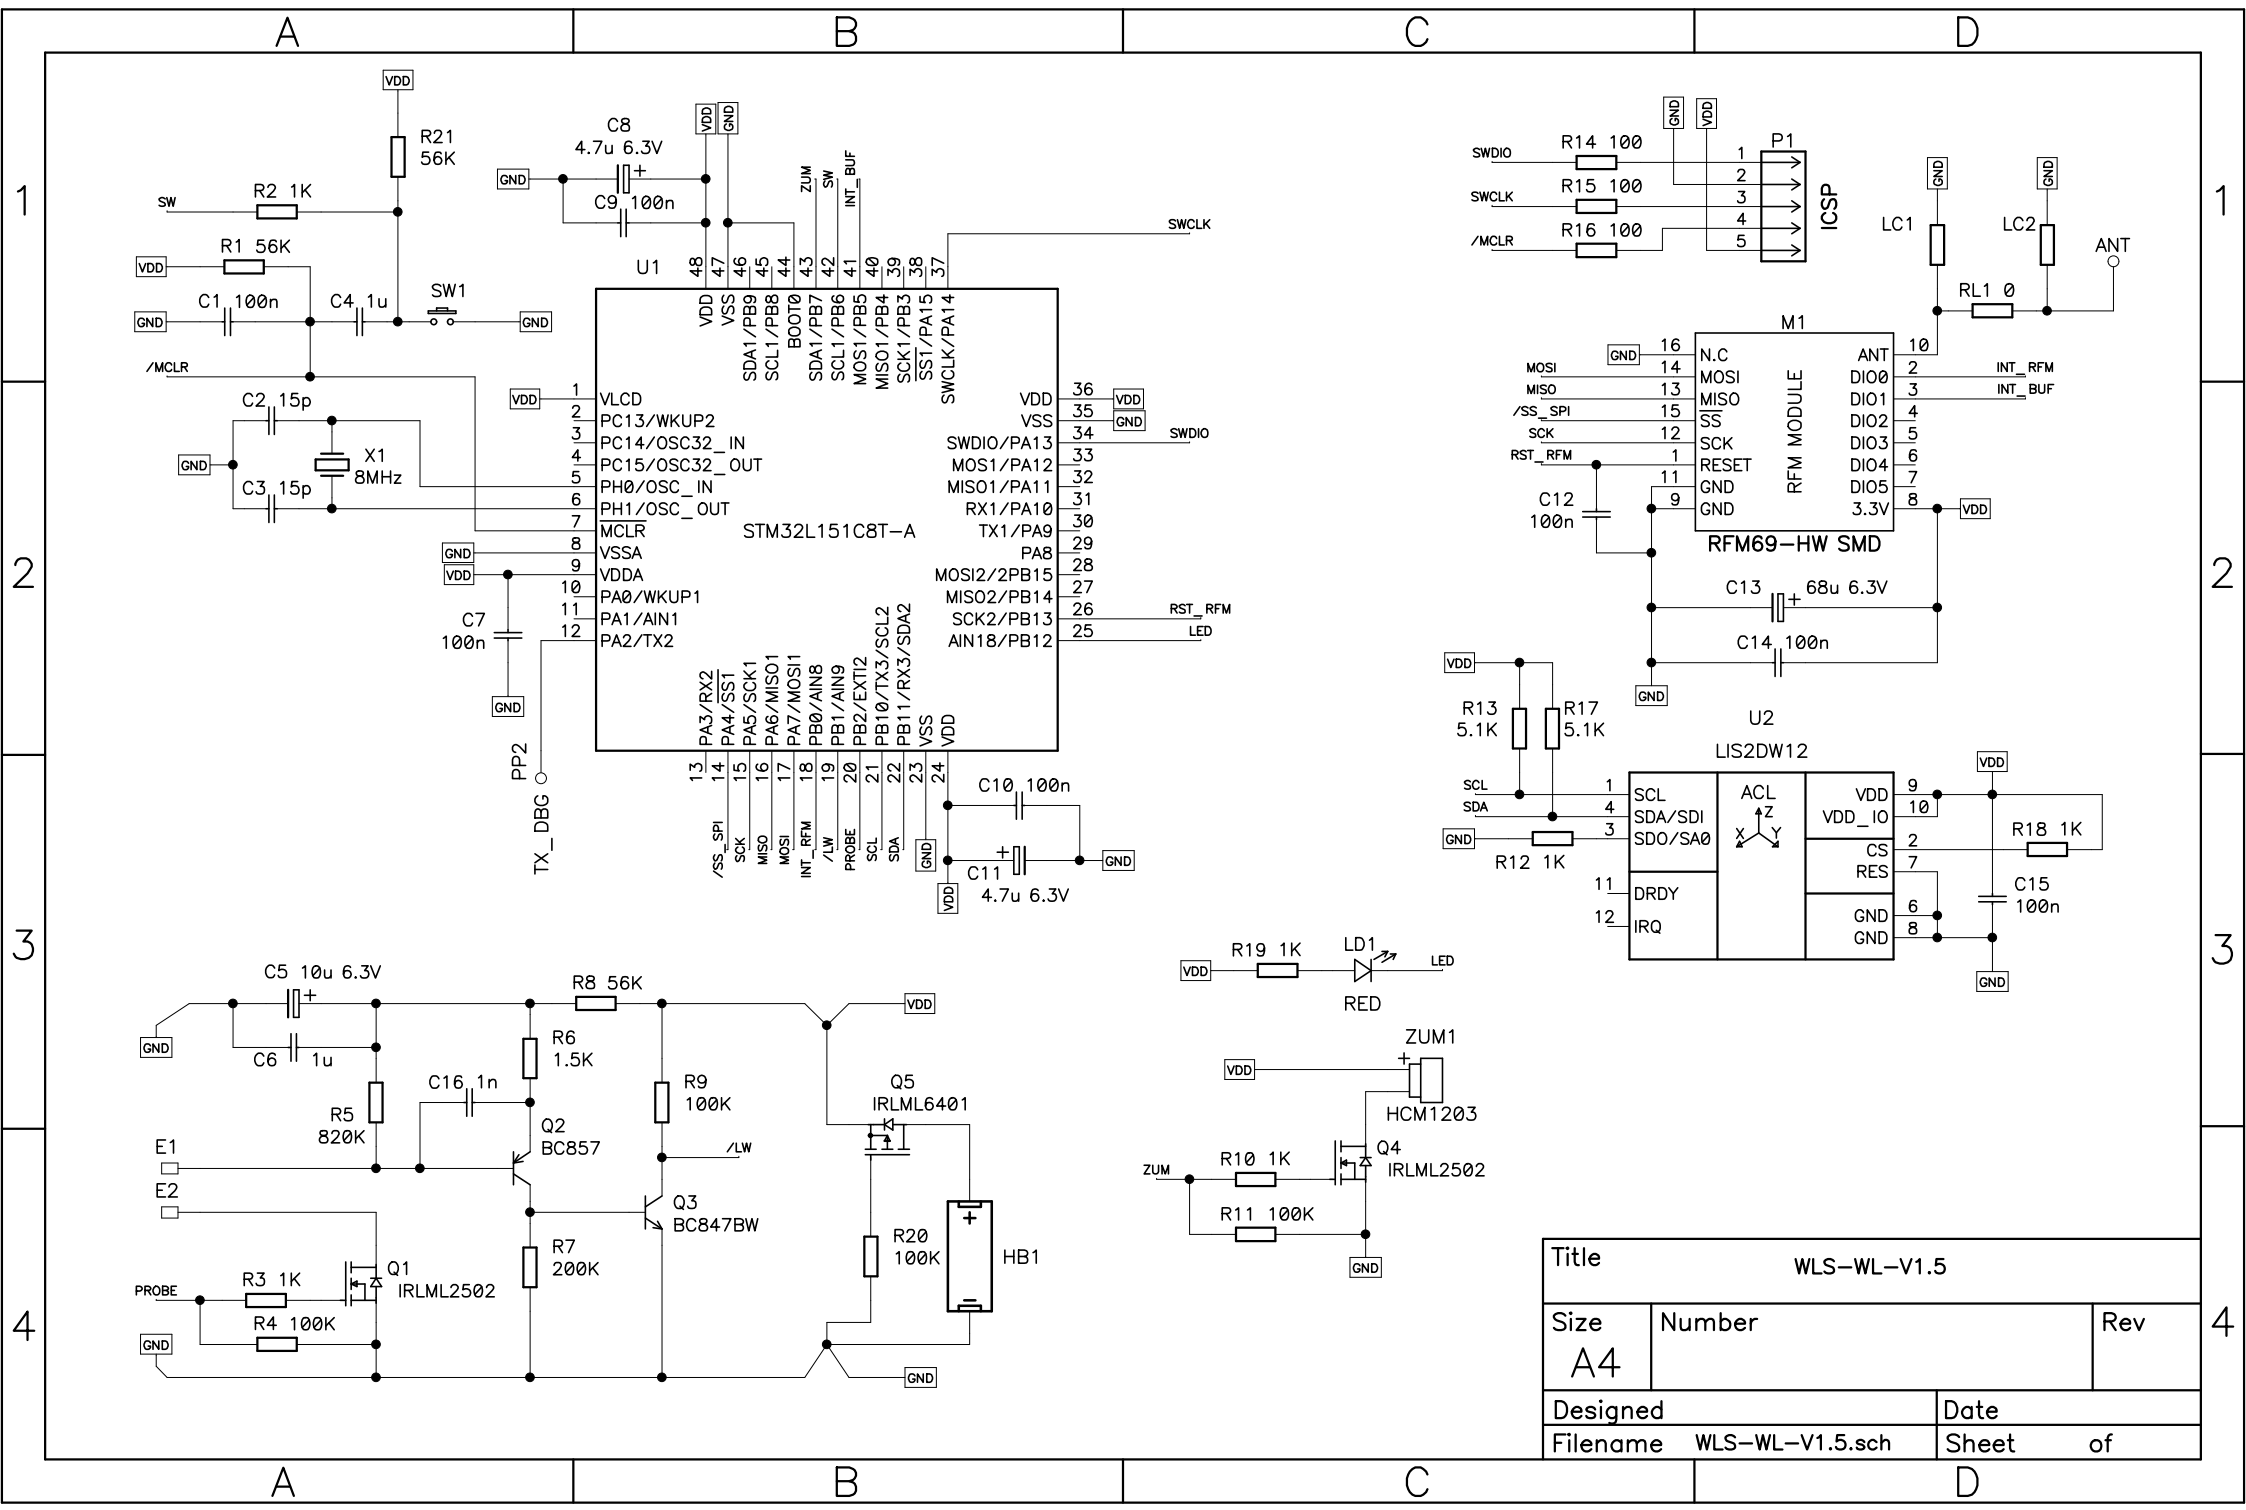 A B C D
1
2
3
4
1
2
3
4
VDD
R21
56K
SW
R2 1K
VDD
R1 56K
GND
C1 100n
C4 1u
SW1
GND
/MCLR
C2 15p
GND
X1
8MHz
C3 15p
C8
4.7u 6.3V
GND
C9 100n
VDD
GND
ZUM
SW
INT_BUF
SWCLK
U1
48
47
46
45
44
43
42
41
40
39
38
37
VDD
VSS
SDA1/PB9
SCL1/PB8
BOOT0
SDA1/PB7
SCL1/PB6
MOS1/PB5
MISO1/PB4
SCK1/PB3
SS1/PA15
SWCLK/PA14
VDD
1 VLCD
2 PC13/WKUP2
3 PC14/OSC32_IN
4 PC15/OSC32_OUT
5 PH0/OSC_IN
6 PH1/OSC_OUT
7 MCLR
GND
8 VSSA
VDD
9 VDDA
10 PA0/WKUP1
11 PA1/AIN1
12 PA2/TX2
STM32L151C8T-A
VDD 36 VDD
VSS 35 GND
SWDIO/PA13 34 SWDIO
MOS1/PA12 33
MISO1/PA11 32
RX1/PA10 31
TX1/PA9 30
PA8 29
MOSI2/2PB15 28
MISO2/PB14 27
SCK2/PB13 26 RST_RFM
AIN18/PB12 25 LED
PA3/RX2
PA4/SS1
PA5/SCK1
PA6/MISO1
PA7/MOSI1
PB0/AIN8
PB1/AIN9
PB2/EXTI2
PB10/TX3/SCL2
PB11/RX3/SDA2
VSS
VDD
13
14
15
16
17
18
19
20
21
22
23
24
/SS_SPI
SCK
MISO
MOSI
INT_RFM
/LW
PROBE
SCL
SDA
GND
VDD
C7
100n
GND
PP2
TX_DBG
C10 100n
C11
4.7u 6.3V
GND
SWDIO
R14 100
SWCLK
R15 100
/MCLR
R16 100
GND
VDD
P1
1
2
3
4
5
ICSP
GND
GND
LC1
LC2
ANT
RL1 0
M1
GND
16 N.C
MOSI 14 MOSI
MISO 13 MISO
/SS_SPI 15 SS
SCK 12 SCK
RST_RFM 1 RESET
11 GND
9 GND
RFM MODULE
ANT 10
DIO0 2 INT_RFM
DIO1 3 INT_BUF
DIO2 4
DIO3 5
DIO4 6
DIO5 7
3.3V 8 VDD
RFM69-HW SMD
C12
100n
C13 68u 6.3V
C14 100n
GND
VDD
R13
5.1K
R17
5.1K
U2
LIS2DW12
SCL 1 SCL
SDA 4 SDA/SDI
GND 3 SDO/SA0
R12 1K
11 DRDY
12 IRQ
ACL
Z
X Y
VDD 9
VDD_IO 10
CS 2
RES 7
GND 6
GND 8
VDD
R18 1K
C15
100n
GND
C5 10u 6.3V
GND
C6 1u
R5
820K
C16 1n
R6
1.5K
R8 56K
R9
100K
VDD
Q2
BC857
/LW
Q3
BC847BW
E1
E2
R7
200K
PROBE
R3 1K
R4 100K
Q1
IRLML2502
GND
Q5
IRLML6401
R20
100K
HB1
GND
VDD
R19 1K
LD1
LED
RED
ZUM1
VDD
HCM1203
Q4
IRLML2502
ZUM
R10 1K
R11 100K
GND
Title
WLS-WL-V1.5
Size
A4
Number
Rev
Designed
Date
Filename WLS-WL-V1.5.sch
Sheet of
A B C D